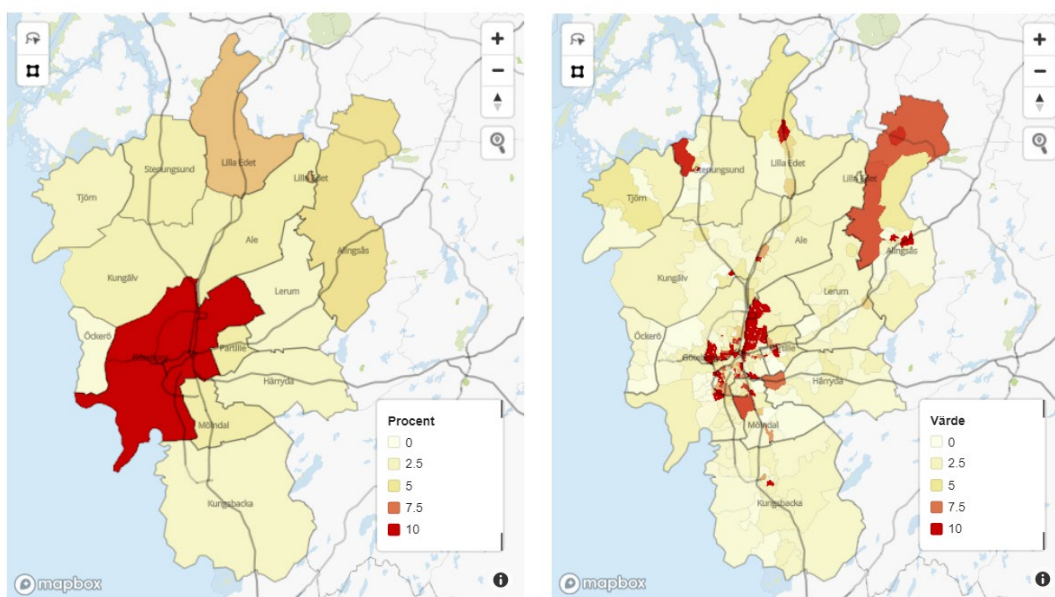 Stenungsund
Lilla Edet
Lilla Edet
Tjörn
Ale
Alingsås
Kungälv
Lerum
Öckerö
Partille
Härryda
Mölndal
Kungsbacka
Procent
0
2.5
5
7.5
10
mapbox
Stenungsund
Lilla Edet
Lilla Edet
Tjörn
Ale
Alingsås
Kungälv
Lerum
Öckerö
Härryda
Mölndal
Kungsbacka
Värde
0
2.5
5
7.5
10
mapbox